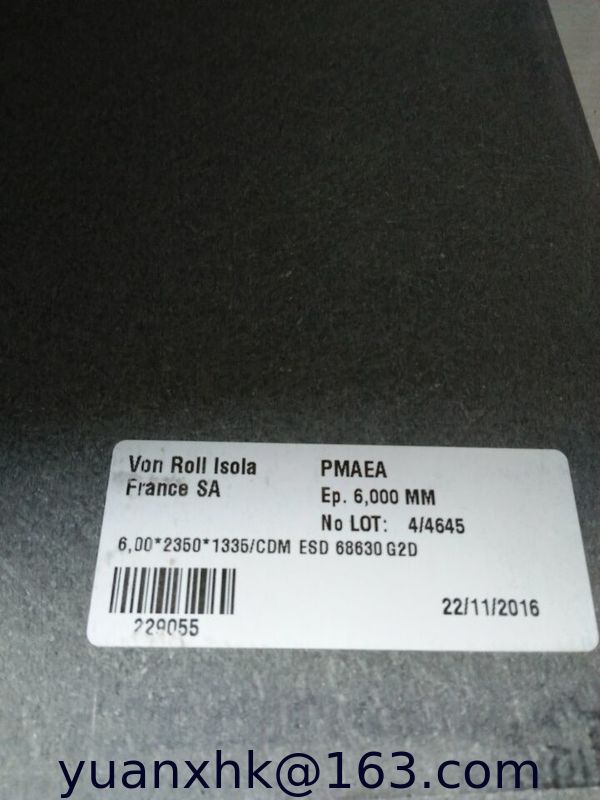 Von Roll Isola
France SA
PMAEA
Ep. 6,000 MM
No LOT: 4/4645
6,00*2350*1335/CDM ESD 68630 G2D
229055
22/11/2016
yuanxhk@163.com